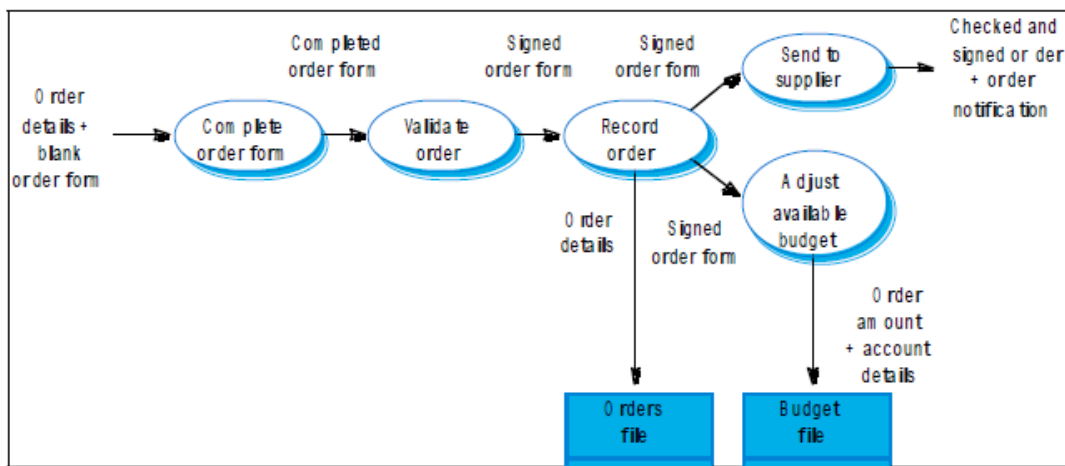 Order
details +
blank
order form
Complete
order form
Completed
order form
Validate
order
Signed
order form
Record
order
Signed
order form
Send to
supplier
Checked and
signed or der
+ order
notification
Order
details
Signed
order form
Adjust
available
budget
Order
amount
+ account
details
Orders
file
Budget
file